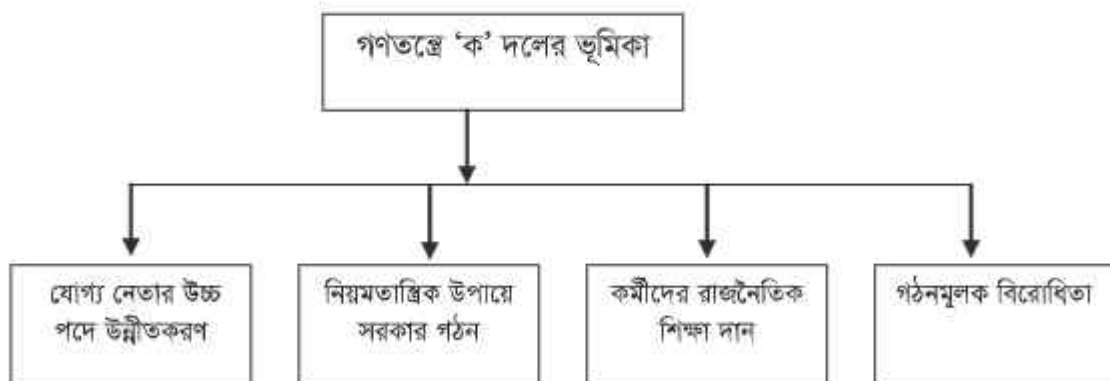 গণতন্ত্রে ‘ক’ দলের ভূমিকা
যোগ্য নেতার উচ্চ
পদে উন্নীতকরণ
নিয়মতান্ত্রিক উপায়ে
সরকার গঠন
কর্মীদের রাজনৈতিক
শিক্ষা দান
গঠনমূলক বিরোধিতা